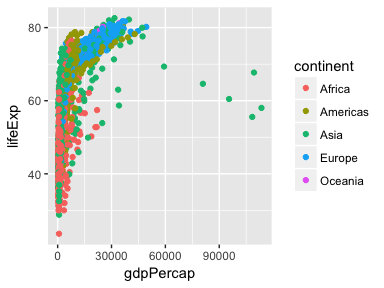 80
60
40
lifeExp
0
30000
60000
90000
gdpPercap
continent
Africa
Americas
Asia
Europe
Oceania